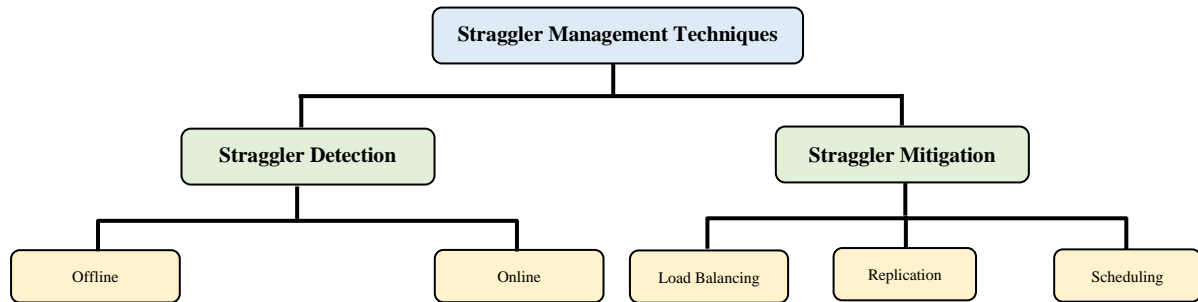 Straggler Management Techniques
Straggler Detection
Straggler Mitigation
Offline
Online
Load Balancing
Replication
Scheduling